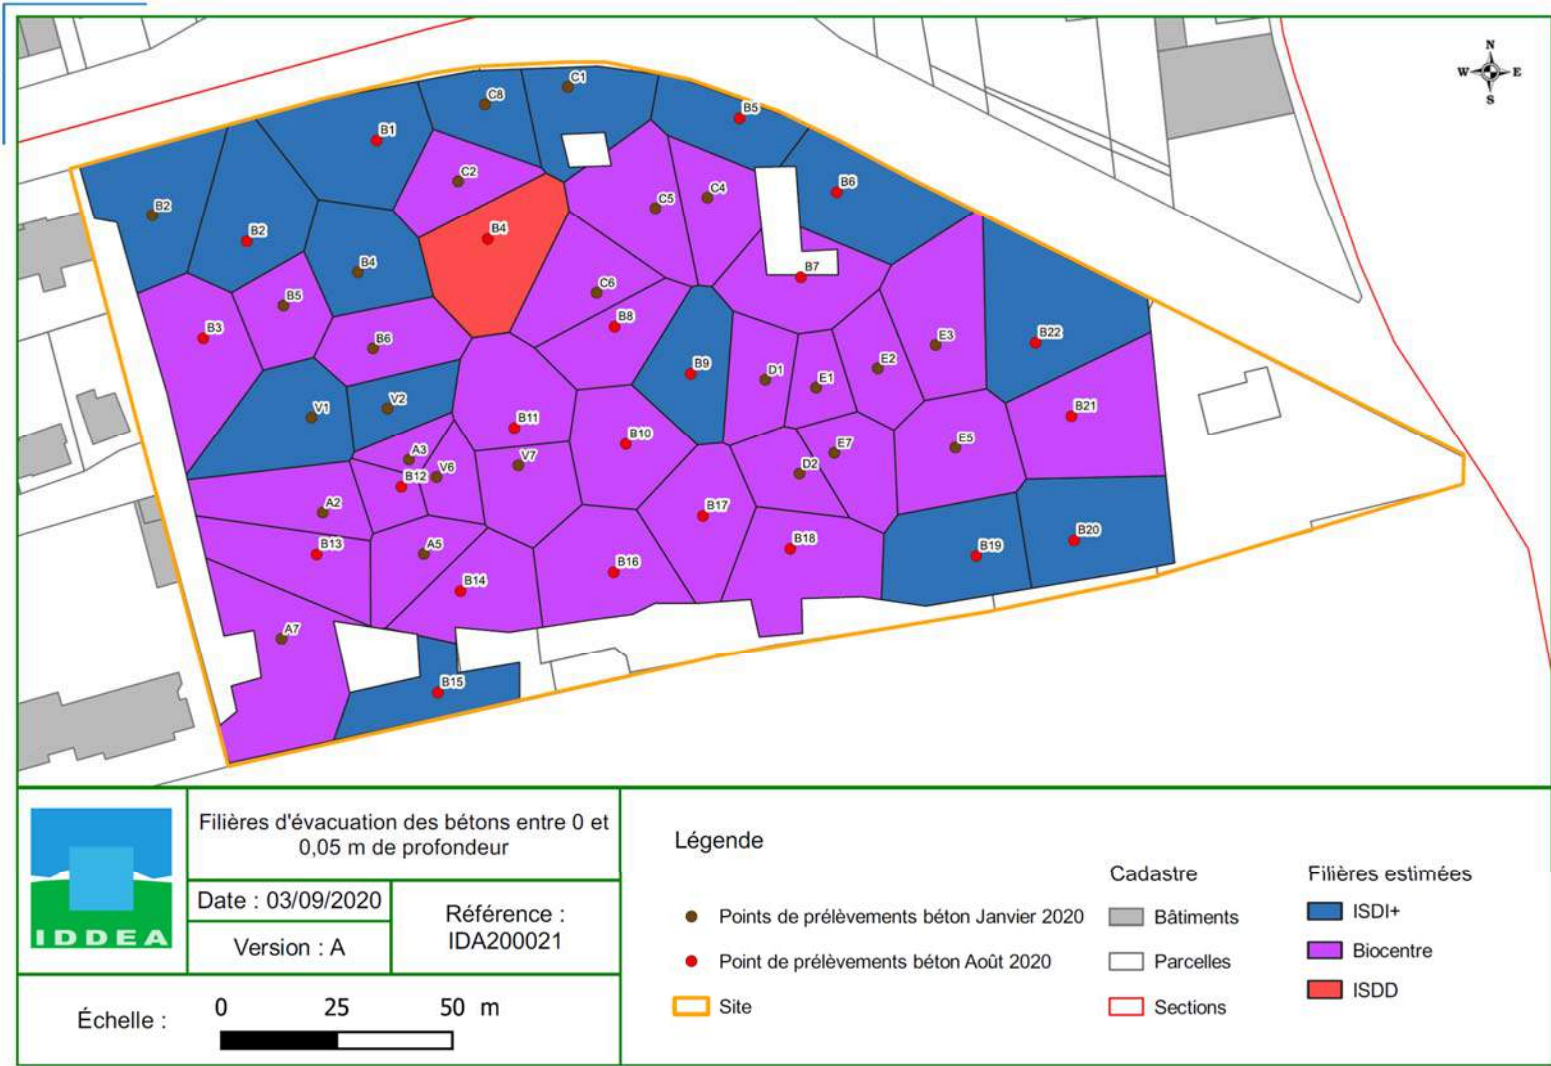 N
W E
S
C1
C8
B5
B1
C2
B6
C4
C5
B2
B2
B4
B4
B7
C6
B5
B8
B3
B6
B22
E3
E2
B9
D1
E1
V2
V1
B21
B11
B10
E7
E5
A3
V7
V6
B12
D2
A2
B17
B20
B18
B19
B13
A5
B16
B14
A7
B15
IDDEA
Filières d'évacuation des bétons entre 0 et
0,05 m de profondeur
Date : 03/09/2020
Version : A
Référence :
IDA200021
Échelle :
0 25 50 m
Légende
Points de prélèvements béton Janvier 2020
Point de prélèvements béton Août 2020
Site
Cadastre
Bâtiments
Parcelles
Sections
Filières estimées
ISDI+
Biocentre
ISDD